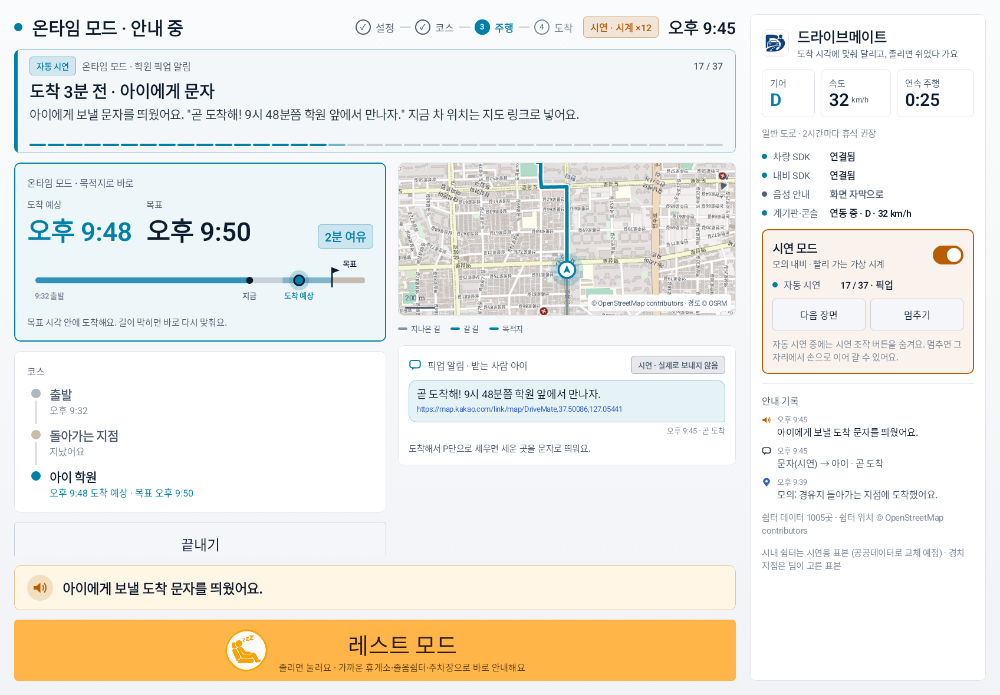 온타임 모드 · 안내 중
설정
코스
3 주행
4 도착
시연 · 시계 ×12
오후 9:45
자동 시연
온타임 모드 · 학원 픽업 알림
17 / 37
도착 3분 전 · 아이에게 문자
아이에게 보낼 문자를 띄웠어요. "곧 도착해! 9시 48분쯤 학원 앞에서 만나자." 지금 차 위치는 지도 링크로 넣어요.
온타임 모드 · 목적지로 바로
도착 예상
목표
오후 9:48
오후 9:50
2분 여유
목표
9:32 출발
지금
도착 예상
목표 시각 안에 도착해요. 길이 막히면 바로 다시 맞춰요.
코스
출발
오후 9:32
돌아가는 지점
지났어요
아이 학원
오후 9:48 도착 예상 · 목표 오후 9:50
끝내기
200 m
© OpenStreetMap contributors · 경로 © OSRM
지나온 길
갈 길
목적지
픽업 알림 · 받는 사람 아이
시연 · 실제로 보내지 않음
곧 도착해! 9시 48분쯤 학원 앞에서 만나자.
https://map.kakao.com/link/map/DriveMate,37.50086,127.05441
오후 9:45 · 곧 도착
도착해서 P단으로 세우면 세운 곳을 문자로 띄워요.
아이에게 보낼 도착 문자를 띄웠어요.
레스트 모드
졸리면 눌러요 · 가까운 휴게소·졸음쉼터·주차장으로 바로 안내해요
드라이브메이트
도착 시각에 맞춰 달리고, 졸리면 쉬었다 가요
기어
D
속도
32 km/h
연속 주행
0:25
일반 도로 · 2시간마다 휴식 권장
차량 SDK 연결됨
내비 SDK 연결됨
음성 안내 화면 자막으로
계기판·콘솔 연동 중 · D · 32 km/h
시연 모드
모의 내비 · 빨리 가는 가상 시계
자동 시연 17 / 37 · 픽업
다음 장면
멈추기
자동 시연 중에는 시연 조작 버튼을 숨겨요. 멈추면 그
자리에서 손으로 이어 갈 수 있어요.
안내 기록
오후 9:45
아이에게 보낼 도착 문자를 띄웠어요.
오후 9:45
문자(시연) → 아이 · 곧 도착
오후 9:39
모의: 경유지 돌아가는 지점에 도착했어요.
쉼터 데이터 1005곳 · 쉼터 위치 © OpenStreetMap
contributors
시내 쉼터는 시연용 표본 (공공데이터로 교체 예정) · 경치
지점은 팀이 고른 표본